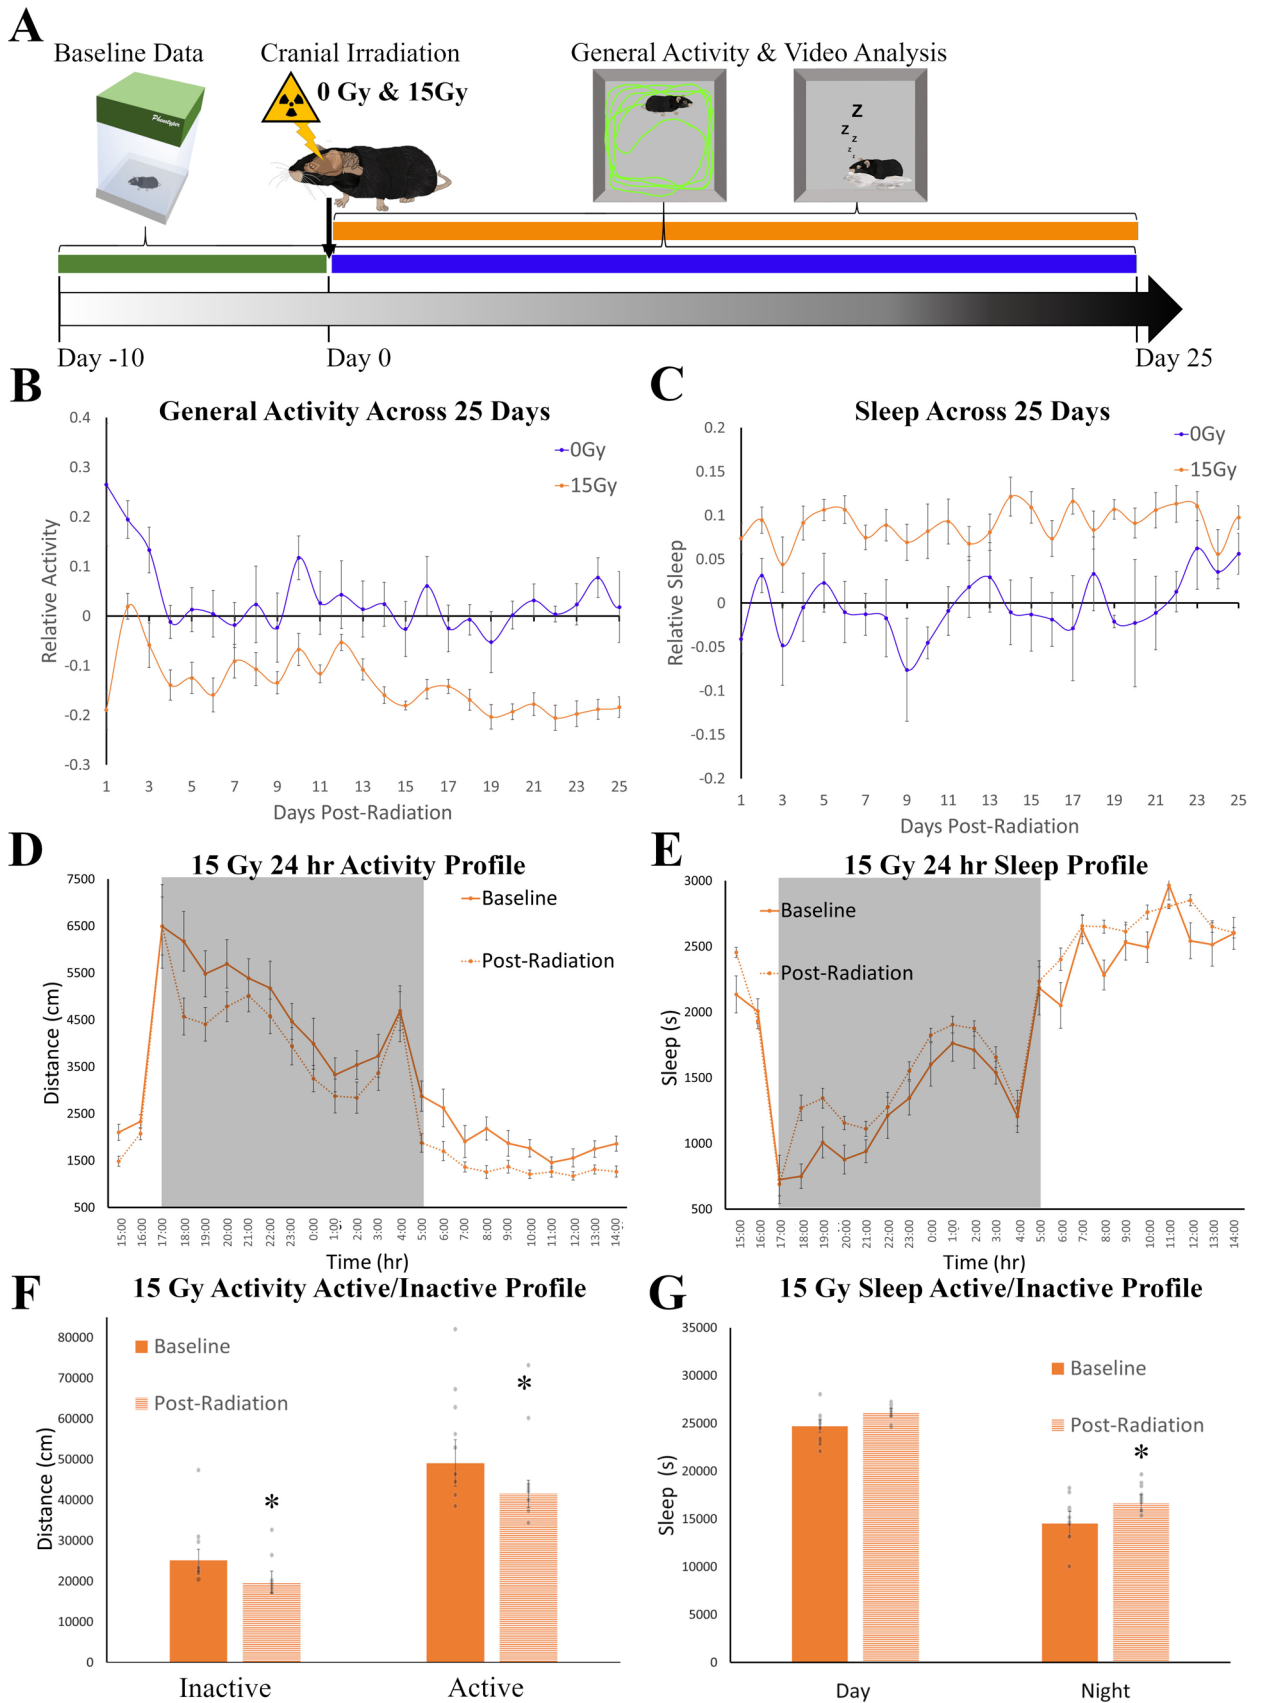 A
Baseline Data
Cranial Irradiation
General Activity & Video Analysis
0 Gy & 15Gy
Phenotyper
Z
Z
Z
z
z
Day -10
Day 0
Day 25
B
General Activity Across 25 Days
0.4
0.3
0.2
0.1
0
-0.1
-0.2
-0.3
Relative Activity
0Gy
15Gy
1 3 5 7 9 11 13 15 17 19 21 23 25
Days Post-Radiation
C
Sleep Across 25 Days
0.2
0.15
0.1
0.05
0
-0.05
-0.1
-0.15
-0.2
Relative Sleep
0Gy
15Gy
1 3 5 7 9 11 13 15 17 19 21 23 25
Days Post-Radiation
D
15 Gy 24 hr Activity Profile
7500
6500
5500
4500
3500
2500
1500
500
Distance (cm)
Baseline
Post-Radiation
15:00 16:00 17:00 18:00 19:00 20:00 21:00 22:00 23:00 0:00 1:00 2:00 3:00 4:00 5:00 6:00 7:00 8:00 9:00 10:00 11:00 12:00 13:00 14:00
Time (hr)
E
15 Gy 24 hr Sleep Profile
3000
2500
2000
1500
1000
500
Sleep (s)
Baseline
Post-Radiation
15:00 16:00 17:00 18:00 19:00 20:00 21:00 22:00 23:00 0:00 1:00 2:00 3:00 4:00 5:00 6:00 7:00 8:00 9:00 10:00 11:00 12:00 13:00 14:00
Time (hr)
F
15 Gy Activity Active/Inactive Profile
80000
70000
60000
50000
40000
30000
20000
10000
0
Distance (cm)
Baseline
Post-Radiation
*
*
Inactive
Active
G
15 Gy Sleep Active/Inactive Profile
35000
30000
25000
20000
15000
10000
5000
0
Sleep (s)
Baseline
Post-Radiation
*
Day
Night